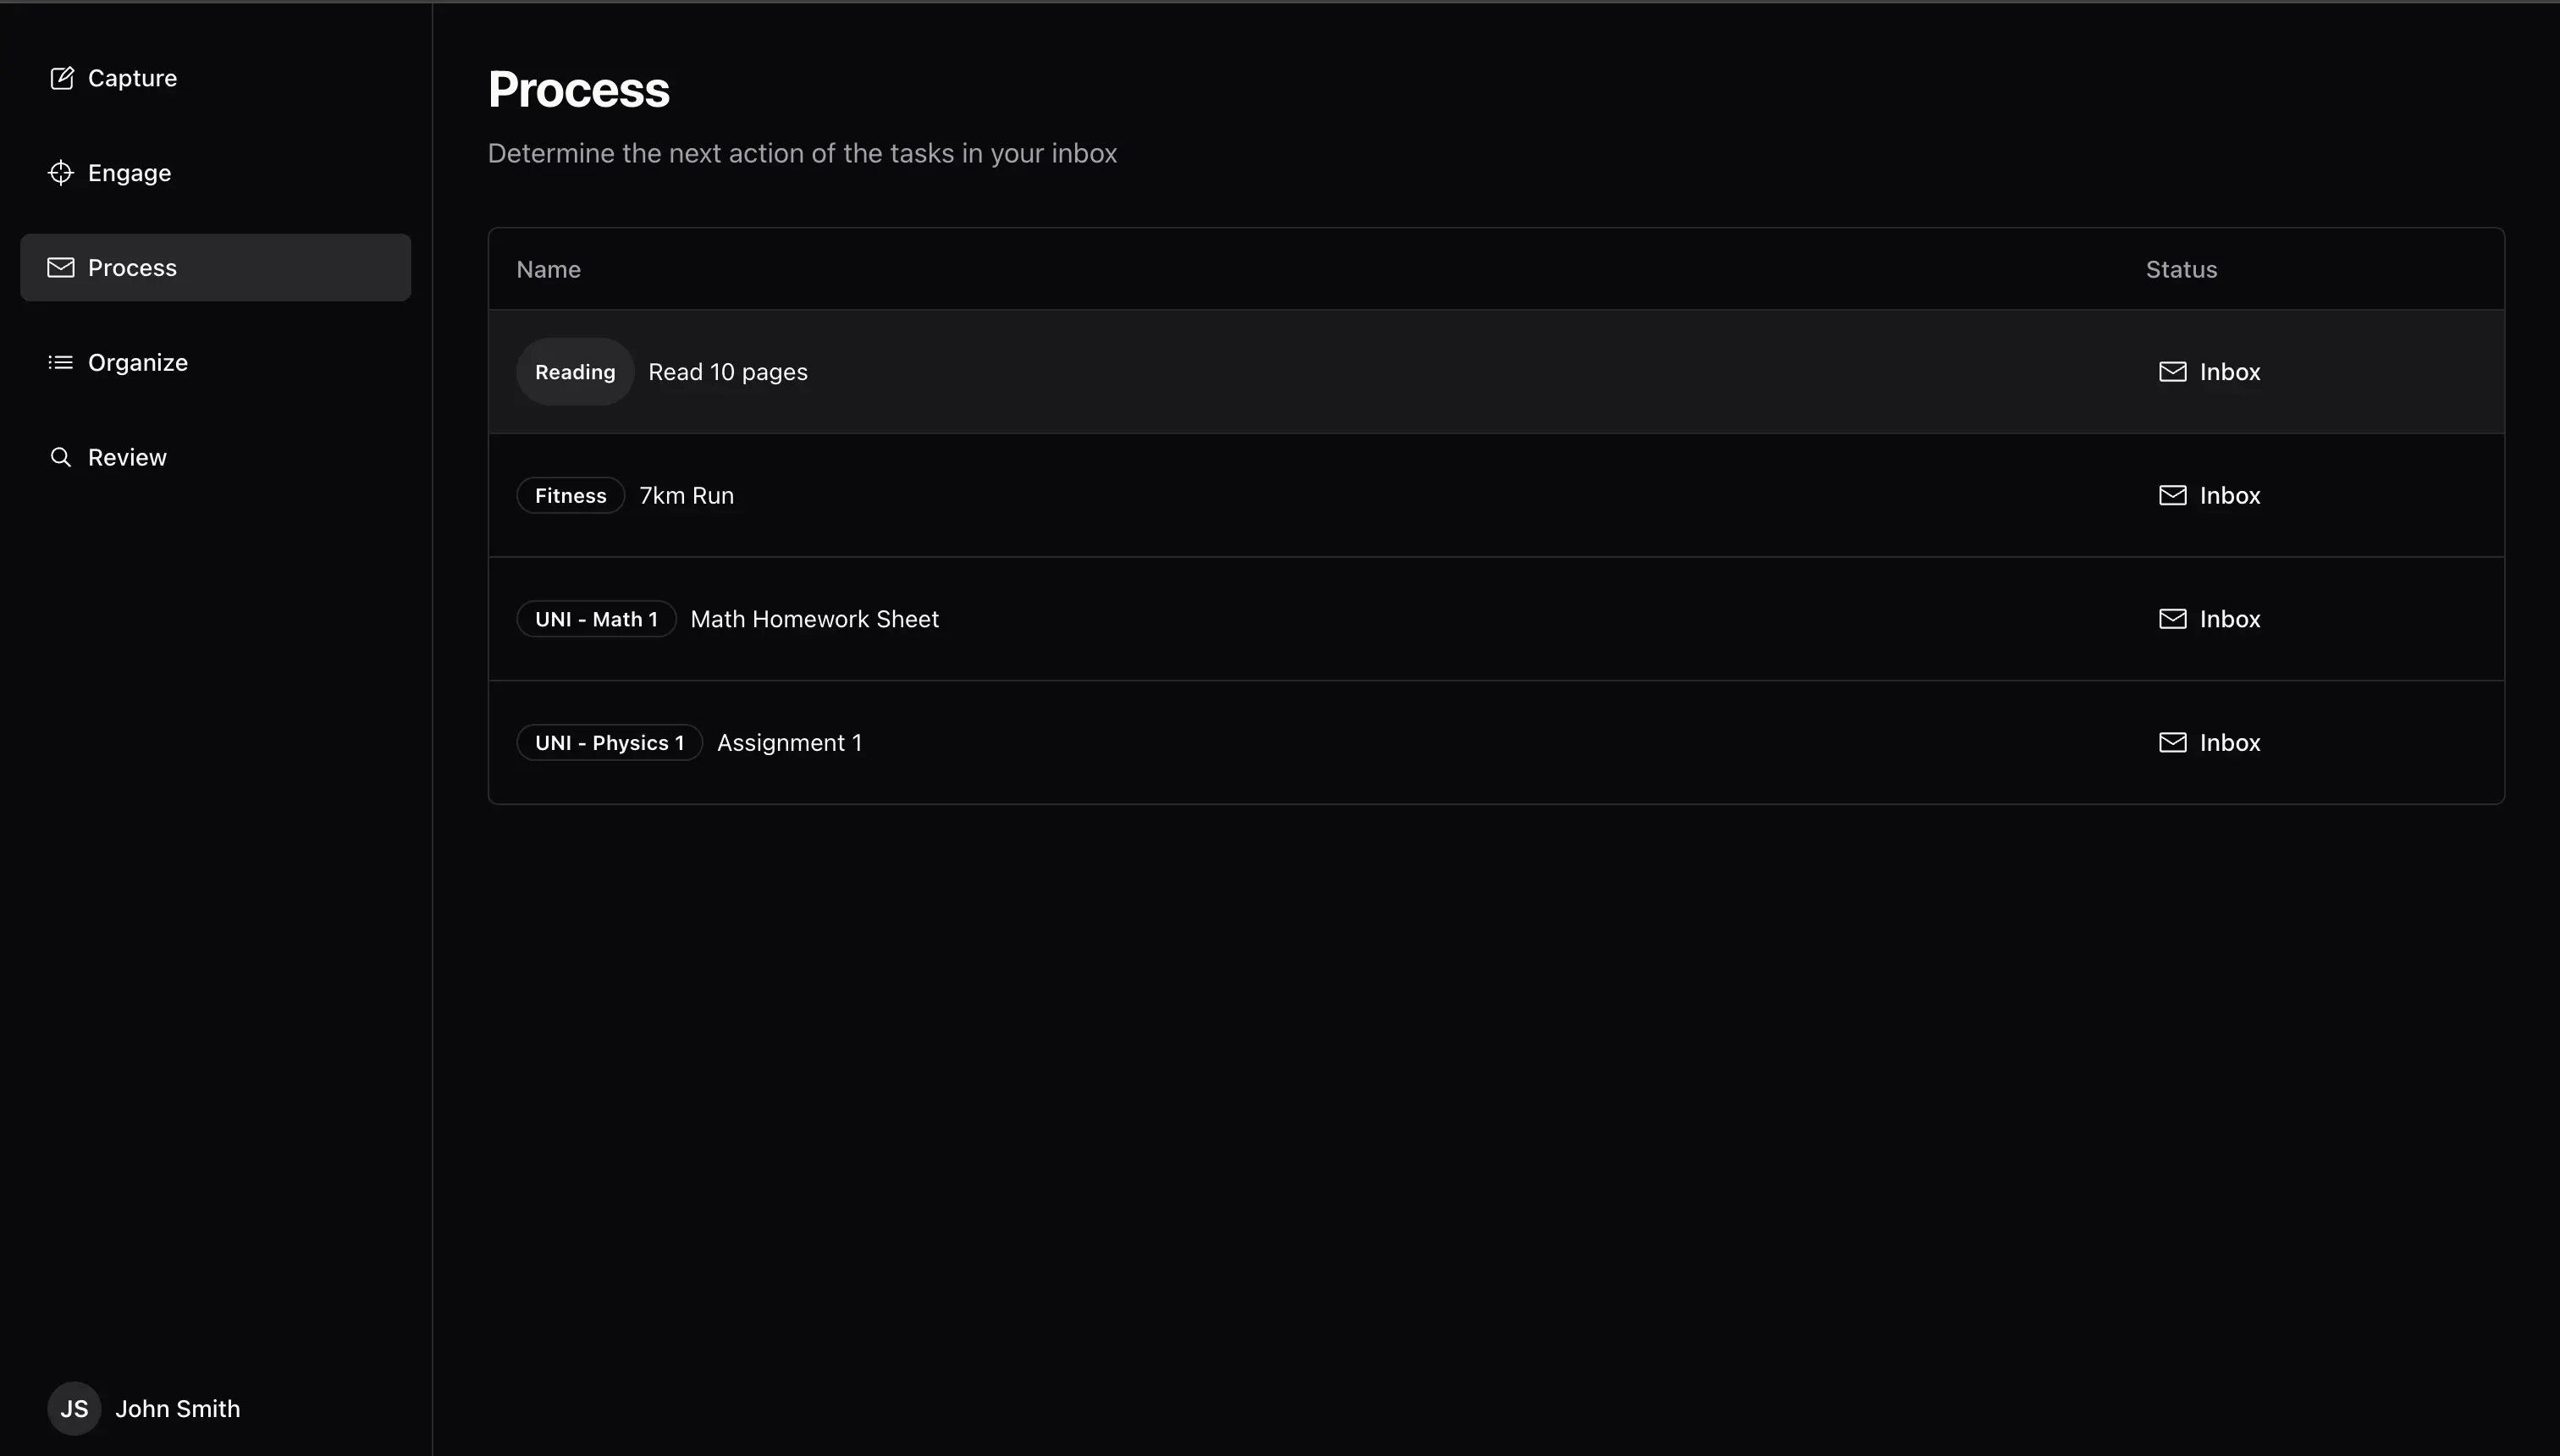 Capture
Engage
Process
Organize
Review
JS John Smith
Process
Determine the next action of the tasks in your inbox
Name Status
Reading Read 10 pages Inbox
Fitness 7km Run Inbox
UNI - Math 1 Math Homework Sheet Inbox
UNI - Physics 1 Assignment 1 Inbox